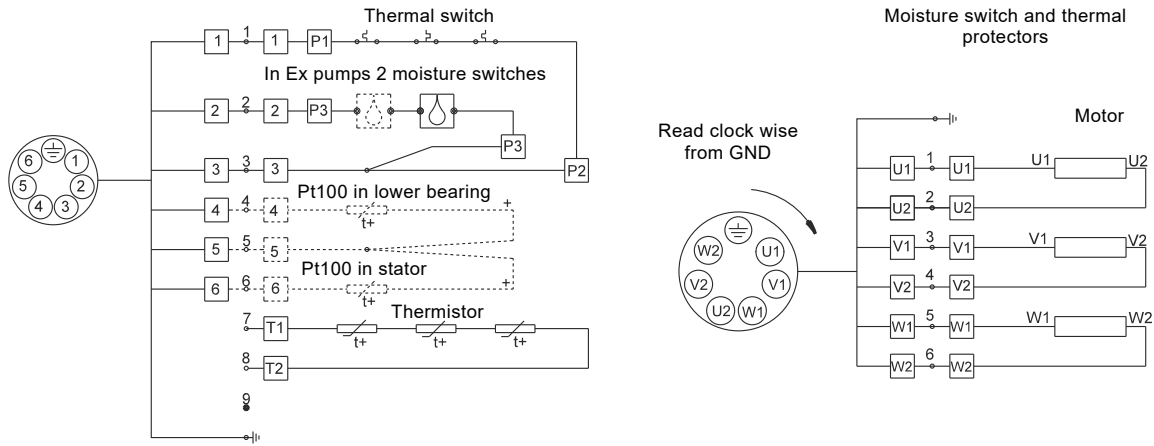 Thermal switch
1 1 1 P1
In Ex pumps 2 moisture switches
2 2 2 P3
P3
3 3 3 P2
6 1
5 2
4 3
Pt100 in lower bearing
4 4 4 t+ +
5 5 5
Pt100 in stator
6 6 6 t+ +
Thermistor
7 T1 t+ t+ t+
8 T2
9
Moisture switch and thermal
protectors
Motor
Read clock wise
from GND
W2 U1
V2 V1
U2 W1
U1 1 U1 U1 U2
U2 2 U2
V1 3 V1 V1 V2
V2 4 V2
W1 5 W1 W1 W2
W2 6 W2